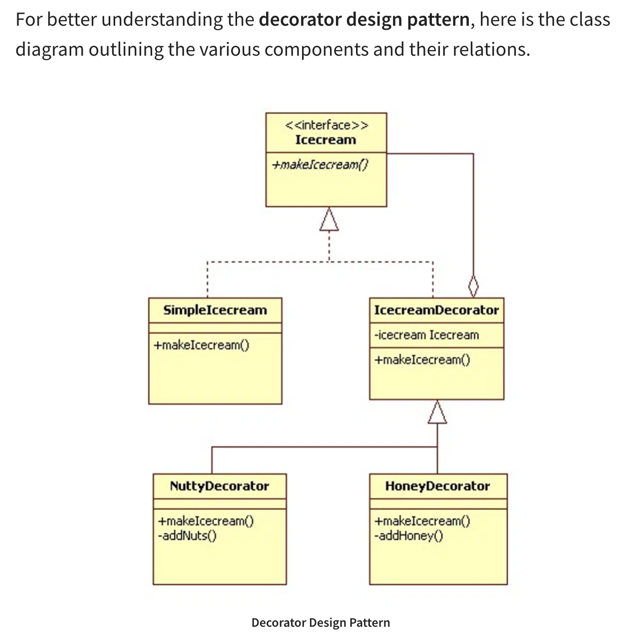 For better understanding the decorator design pattern, here is the class
diagram outlining the various components and their relations.
<<interface>>
Icecream
+makeIcecream()
SimpleIcecream
+makeIcecream()
IcecreamDecorator
-icecream Icecream
+makeIcecream()
NuttyDecorator
+makeIcecream()
-addNuts()
HoneyDecorator
+makeIcecream()
-addHoney()
Decorator Design Pattern